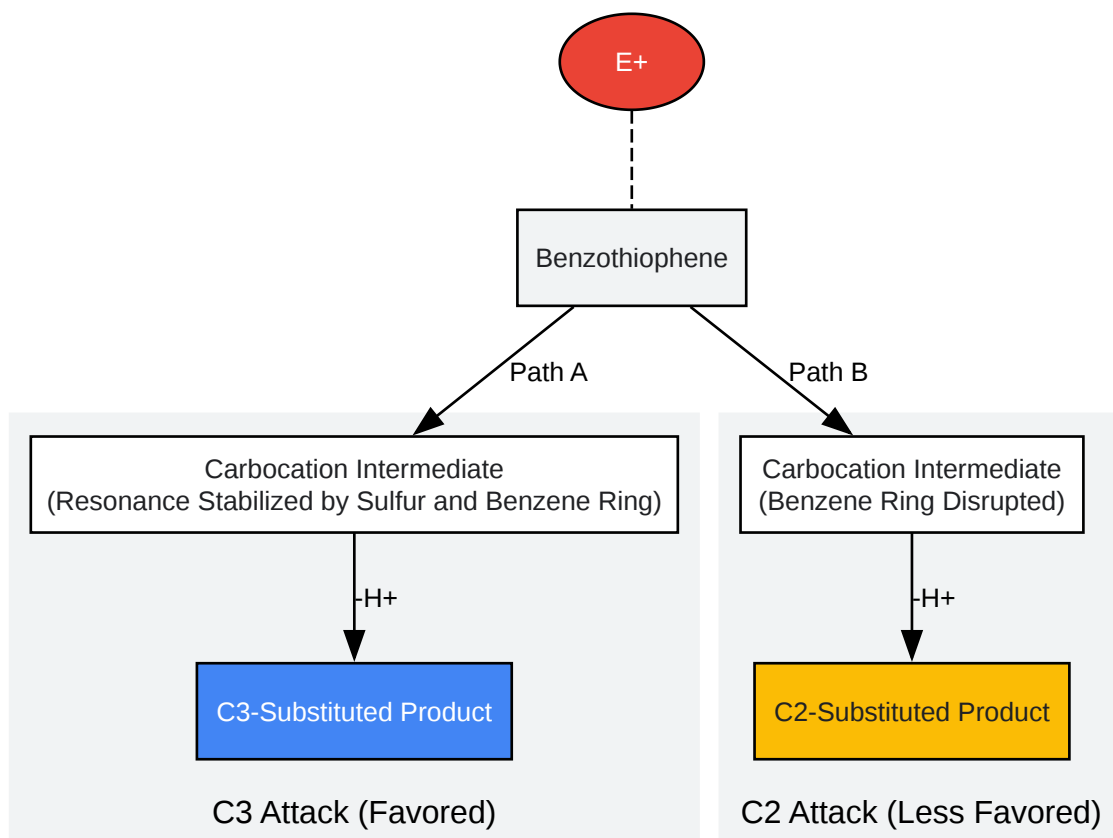 E+
Benzothiophene
Path A
Path B
Carbocation Intermediate
(Resonance Stabilized by Sulfur and Benzene Ring)
Carbocation Intermediate
(Benzene Ring Disrupted)
-H+
-H+
C3-Substituted Product
C2-Substituted Product
C3 Attack (Favored)
C2 Attack (Less Favored)